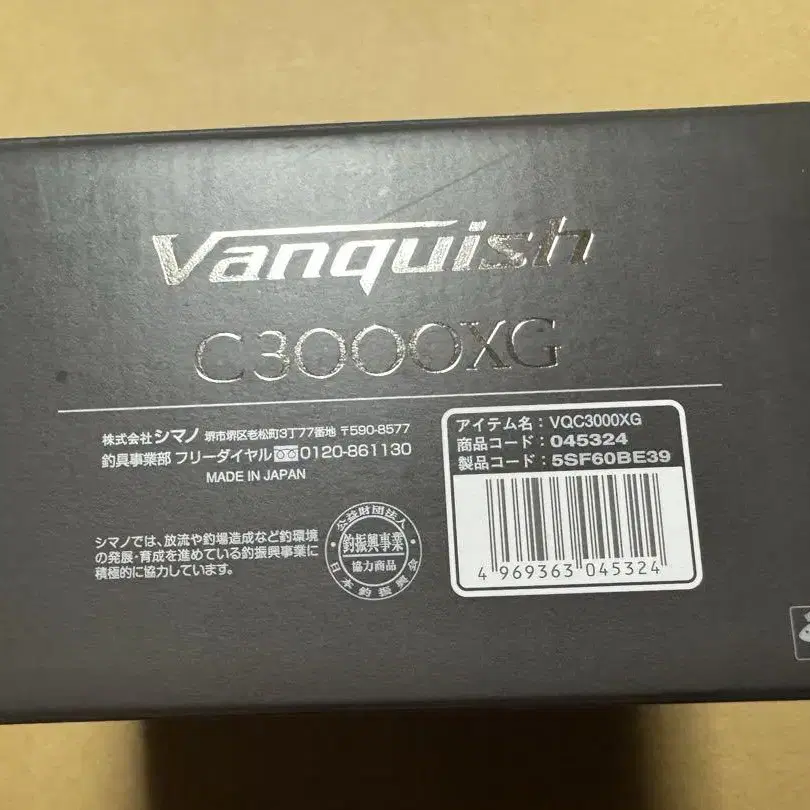 Vanquish
C3000XG
株式会社シマノ 堺市堺区老松町3丁77番地 〒590-8577
釣具事業部 フリーダイヤル 0120-861130
MADE IN JAPAN
シマノでは、放流や釣場造成など釣環境
の発展・育成を進めている釣振興事業に
積極的に協力しています。
公益財団法人
釣振興事業
協力商品
日本釣振興会
アイテム名：VQC3000XG
商品コード：045324
製品コード：5SF60BE39
4 969363 045324